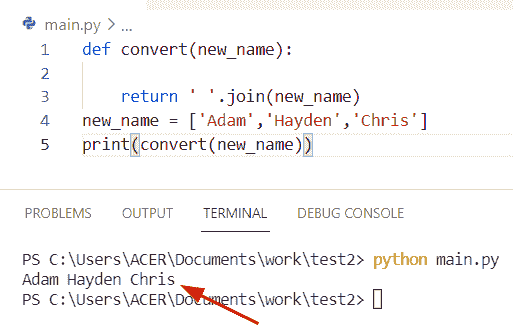 main.py > ...
1 def convert(new_name):
2
3     return ' '.join(new_name)
4 new_name = ['Adam','Hayden','Chris']
5 print(convert(new_name))
PROBLEMS OUTPUT TERMINAL DEBUG CONSOLE
PS C:\Users\ACER\Documents\work\test2> python main.py
Adam Hayden Chris
PS C:\Users\ACER\Documents\work\test2>